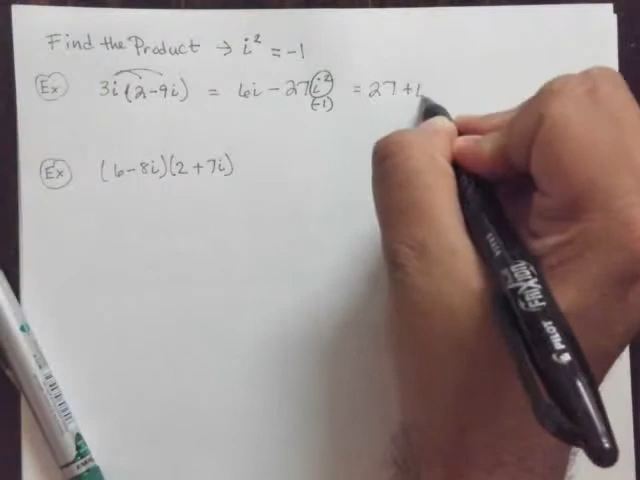 Find the Product → i² = -1
Ex 3i(2-9i) = 6i - 27i² = 27+
(-1)
Ex (6-8i)(2+7i)
PILOT FRIXION